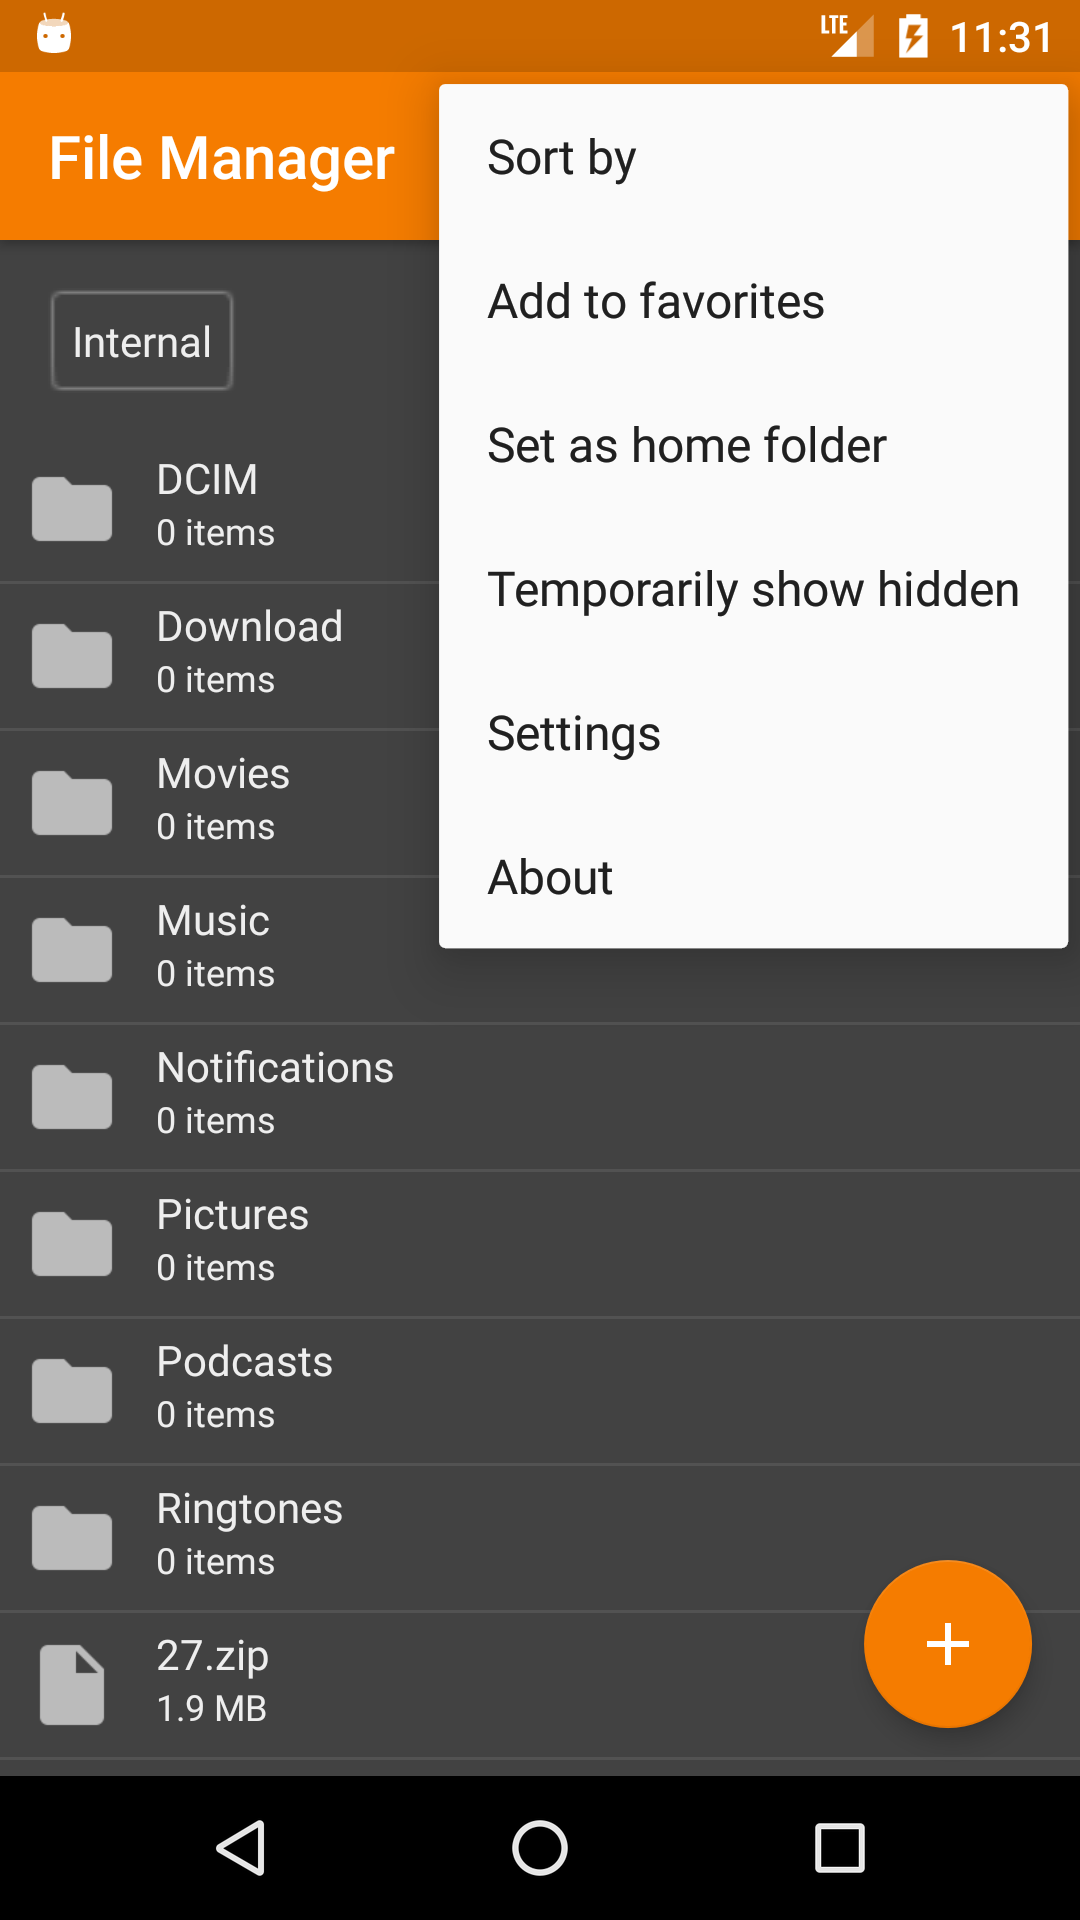 LTE 11:31
File Manager
Sort by
Add to favorites
Set as home folder
Temporarily show hidden
Settings
About
Internal
DCIM
0 items
Download
0 items
Movies
0 items
Music
0 items
Notifications
0 items
Pictures
0 items
Podcasts
0 items
Ringtones
0 items
27.zip
1.9 MB